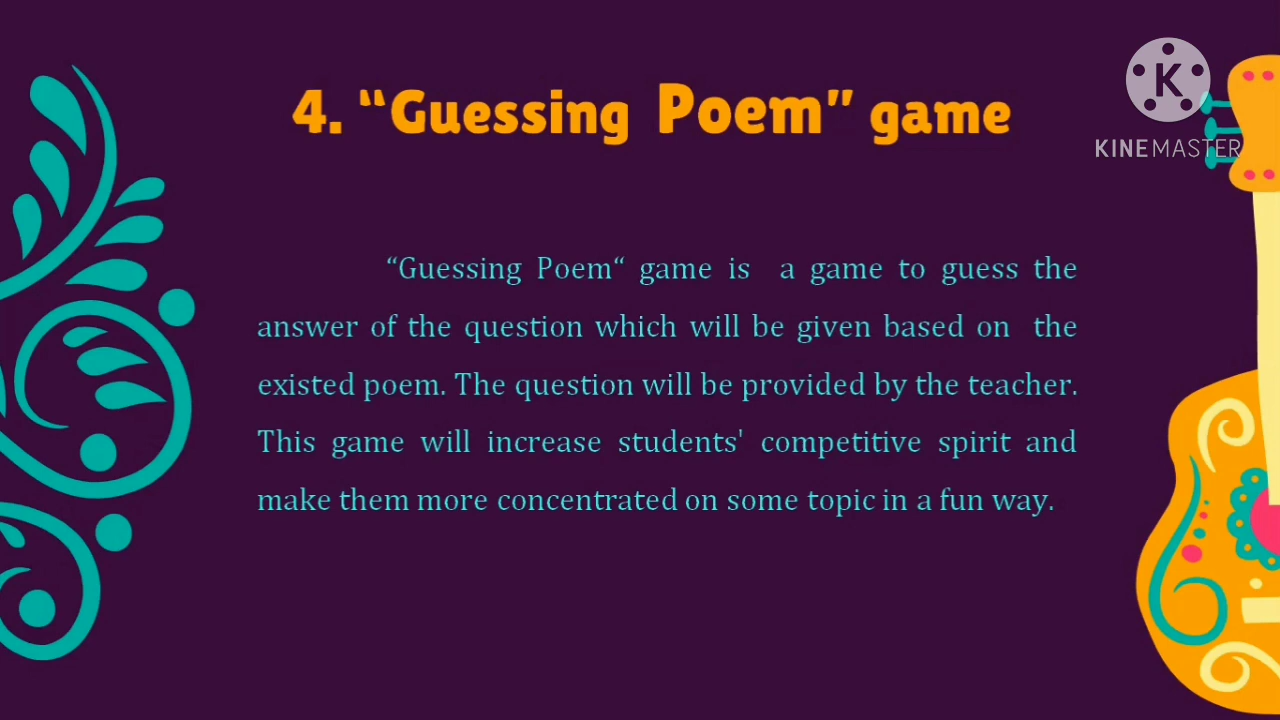 4. “Guessing Poem” game
K
KINEMASTER
“Guessing Poem“ game is a game to guess the
answer of the question which will be given based on the
existed poem. The question will be provided by the teacher.
This game will increase students' competitive spirit and
make them more concentrated on some topic in a fun way.